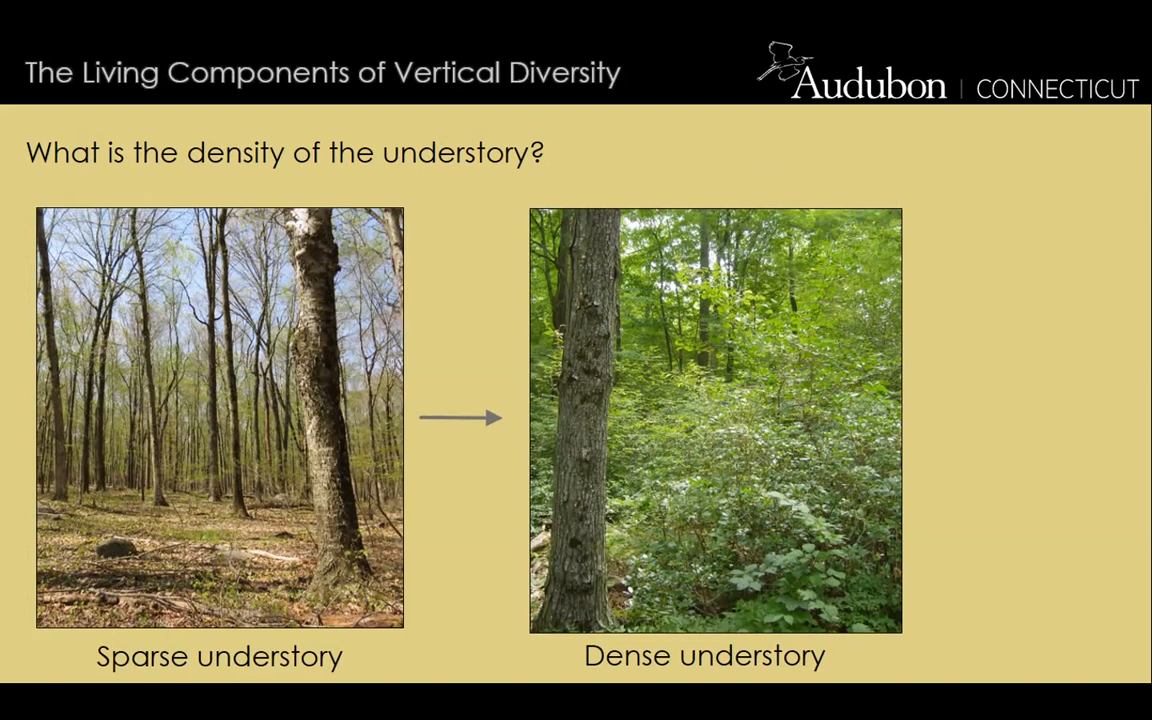 The Living Components of Vertical Diversity
Audubon | CONNECTICUT
What is the density of the understory?
Sparse understory
Dense understory